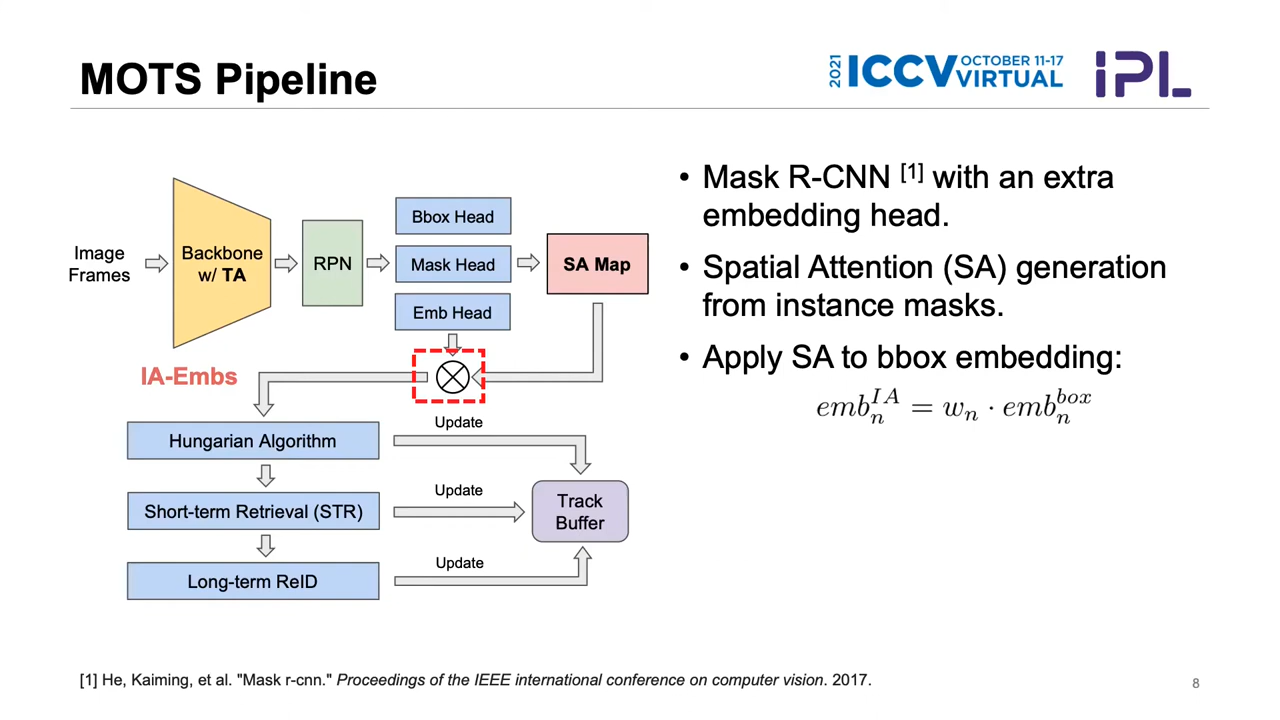 MOTS Pipeline
2021 ICCV OCTOBER 11-17 VIRTUAL
iPL
Image Frames
Backbone w/ TA
RPN
Bbox Head
Mask Head
Emb Head
SA Map
IA-Embs
Hungarian Algorithm
Short-term Retrieval (STR)
Long-term ReID
Update
Update
Update
Track Buffer
• Mask R-CNN [1] with an extra
embedding head.
• Spatial Attention (SA) generation
from instance masks.
• Apply SA to bbox embedding:
emb_n^{IA} = w_n · emb_n^{box}
[1] He, Kaiming, et al. "Mask r-cnn." Proceedings of the IEEE international conference on computer vision. 2017.
8